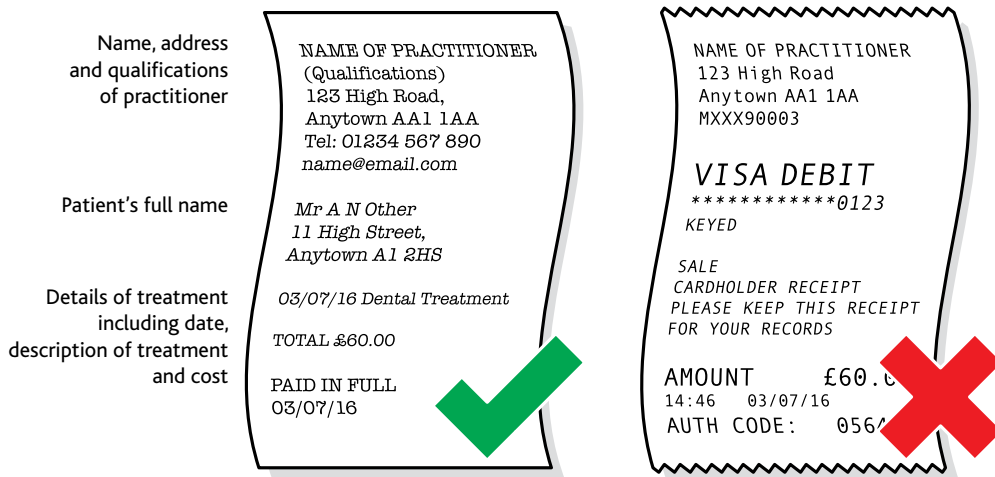 Name, address
and qualifications
of practitioner
Patient's full name
Details of treatment
including date,
description of treatment
and cost
NAME OF PRACTITIONER
(Qualifications)
123 High Road,
Anytown AA1 1AA
Tel: 01234 567 890
name@email.com
Mr A N Other
11 High Street,
Anytown A1 2HS
03/07/16 Dental Treatment
TOTAL £60.00
PAID IN FULL
03/07/16
NAME OF PRACTITIONER
123 High Road
Anytown AA1 1AA
MXXX90003
VISA DEBIT
************0123
KEYED
SALE
CARDHOLDER RECEIPT
PLEASE KEEP THIS RECEIPT
FOR YOUR RECORDS
AMOUNT
14:46 03/07/16
AUTH CODE: